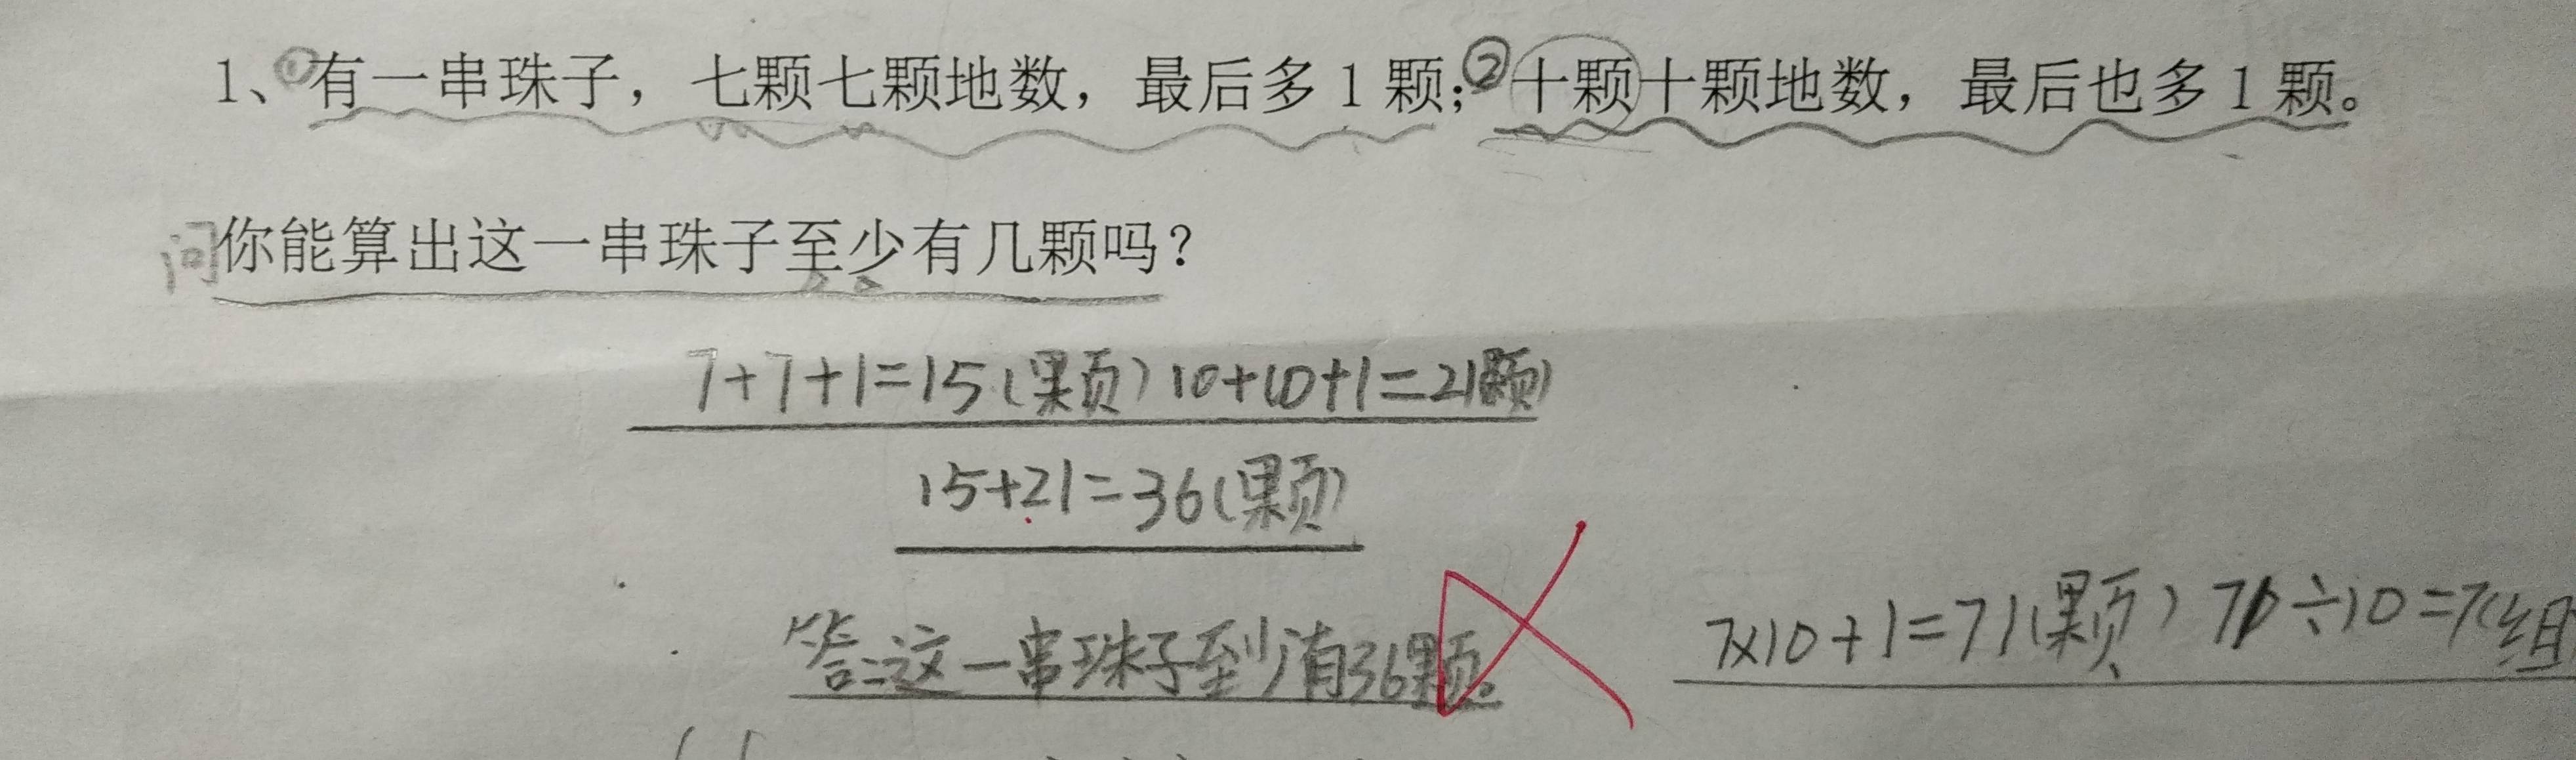 1、①有一串珠子，七颗七颗地数，最后多1颗；②十颗十颗地数，最后也多1颗。
问你能算出这一串珠子至少有几颗吗？
7+7+1=15(颗) 10+10+1=21(颗)
15+21=36(颗)
答:这一串珠子至少有36颗。
7×10+1=71(颗) 70÷10=7(组